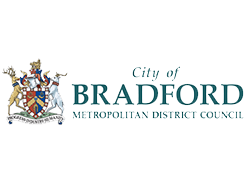 City of
BRADFORD
METROPOLITAN DISTRICT COUNCIL